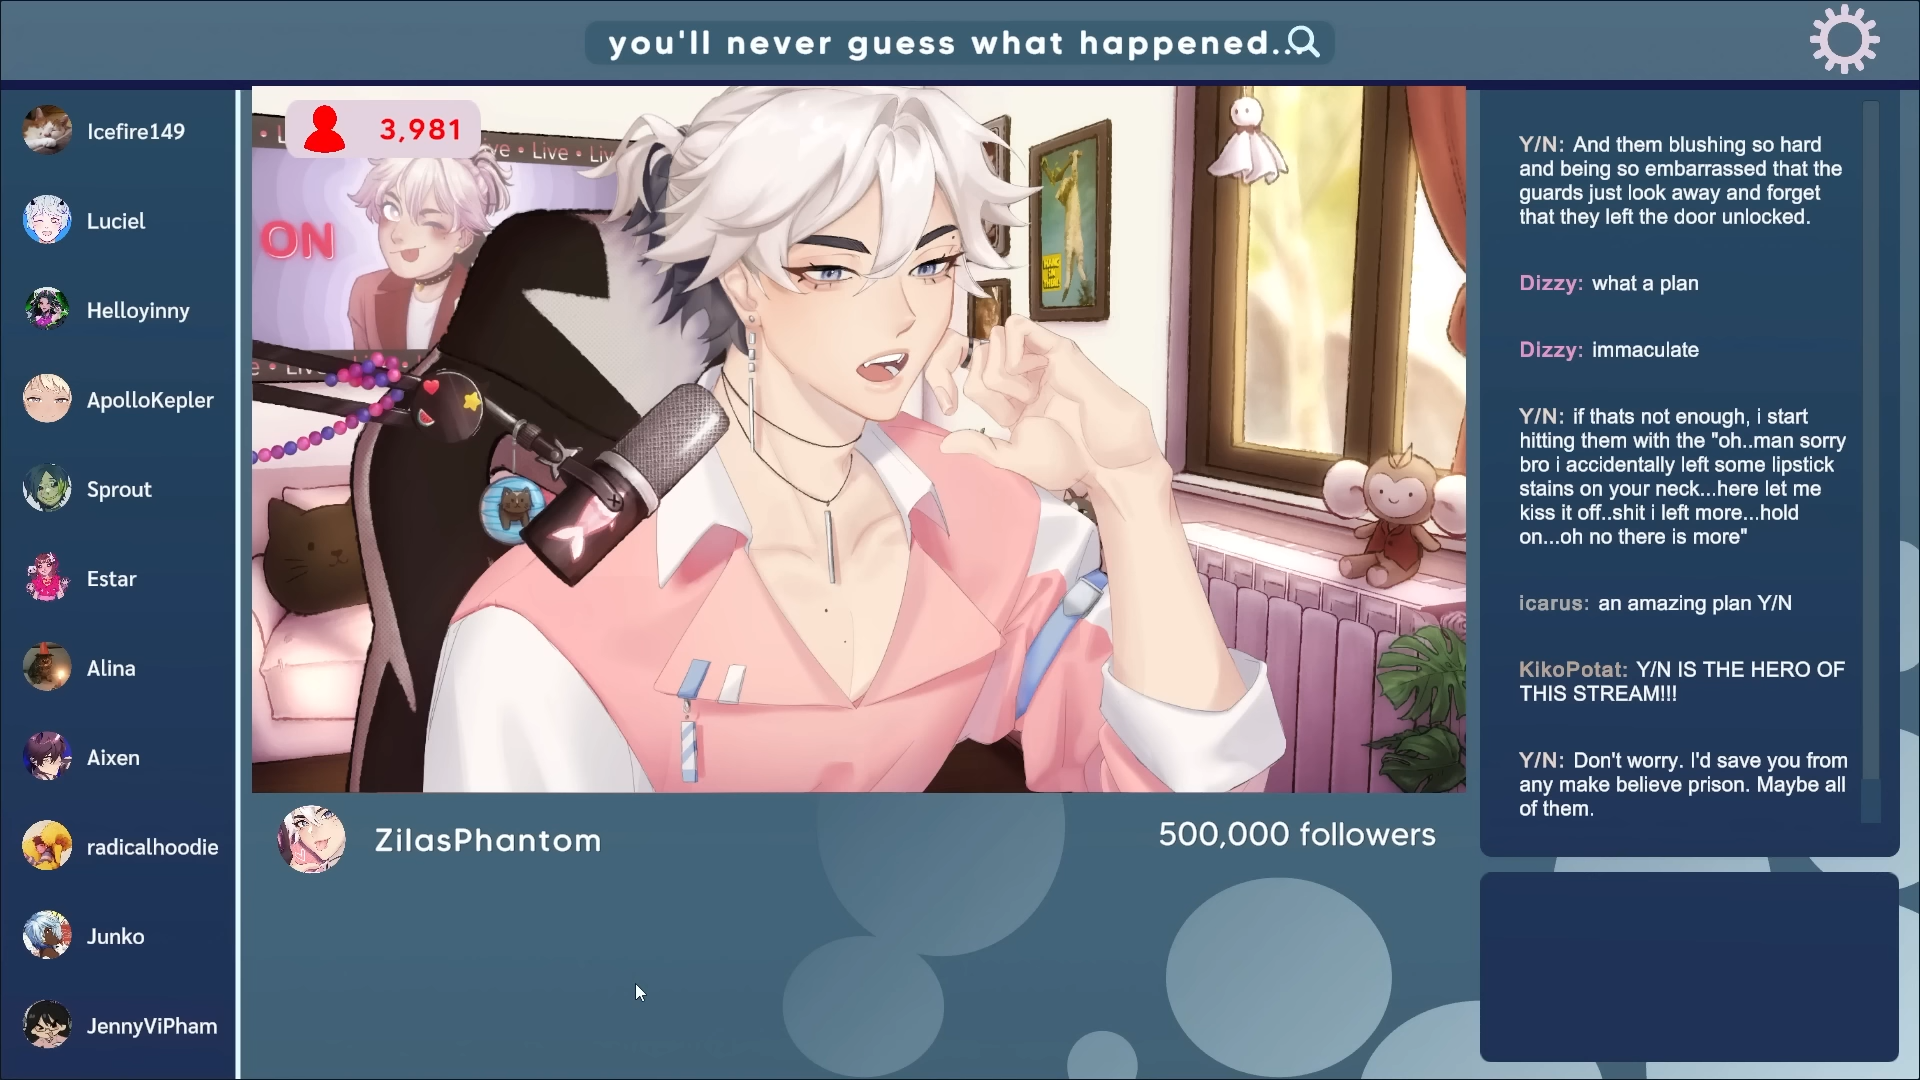 you'll never guess what happened..
Icefire149
Luciel
Helloyinny
ApolloKepler
Sprout
Estar
Alina
Aixen
radicalhoodie
Junko
JennyViPham
3,981
ve • Live • Liv
ON
HANG
IN
THERE!
ZilasPhantom
500,000 followers
Y/N: And them blushing so hard
and being so embarrassed that the
guards just look away and forget
that they left the door unlocked.
Dizzy: what a plan
Dizzy: immaculate
Y/N: if thats not enough, i start
hitting them with the "oh..man sorry
bro i accidentally left some lipstick
stains on your neck...here let me
kiss it off..shit i left more...hold
on...oh no there is more"
icarus: an amazing plan Y/N
KikoPotat: Y/N IS THE HERO OF
THIS STREAM!!!
Y/N: Don't worry. I'd save you from
any make believe prison. Maybe all
of them.